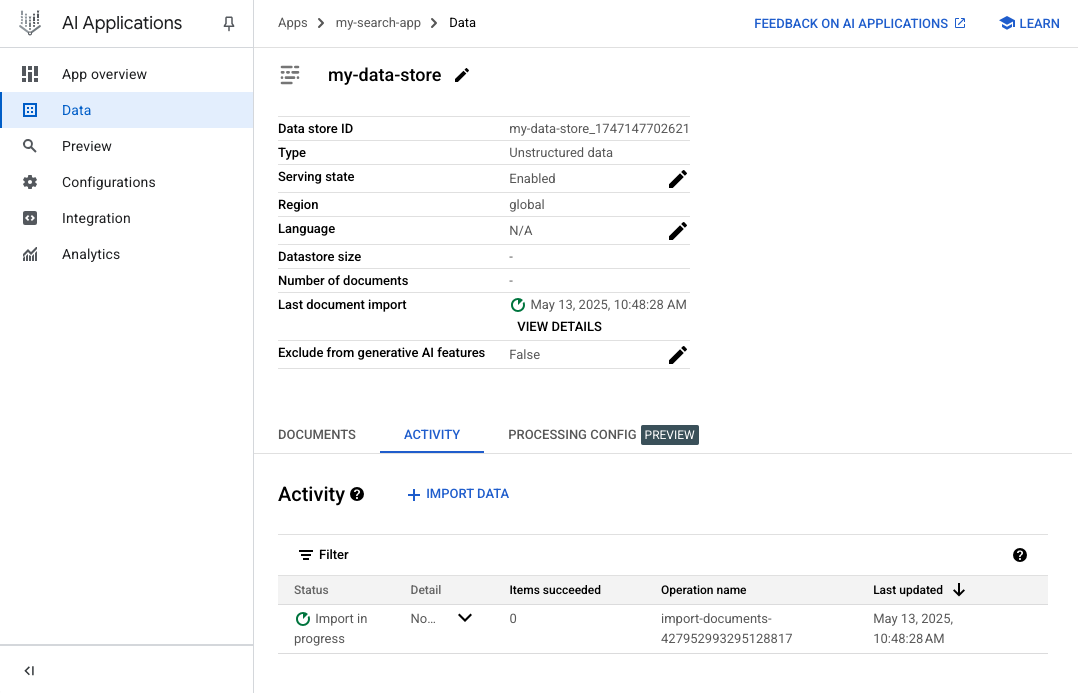 AI Applications
Apps > my-search-app > Data
FEEDBACK ON AI APPLICATIONS
LEARN
App overview
Data
Preview
Configurations
Integration
Analytics
my-data-store
Data store ID my-data-store_1747147702621
Type Unstructured data
Serving state Enabled
Region global
Language N/A
Datastore size -
Number of documents -
Last document import May 13, 2025, 10:48:28 AM
VIEW DETAILS
Exclude from generative AI features False
DOCUMENTS ACTIVITY PROCESSING CONFIG PREVIEW
Activity ? + IMPORT DATA
Filter ?
Status Detail Items succeeded Operation name Last updated
Import in No... 0 import-documents- May 13, 2025,
progress 427952993295128817 10:48:28 AM